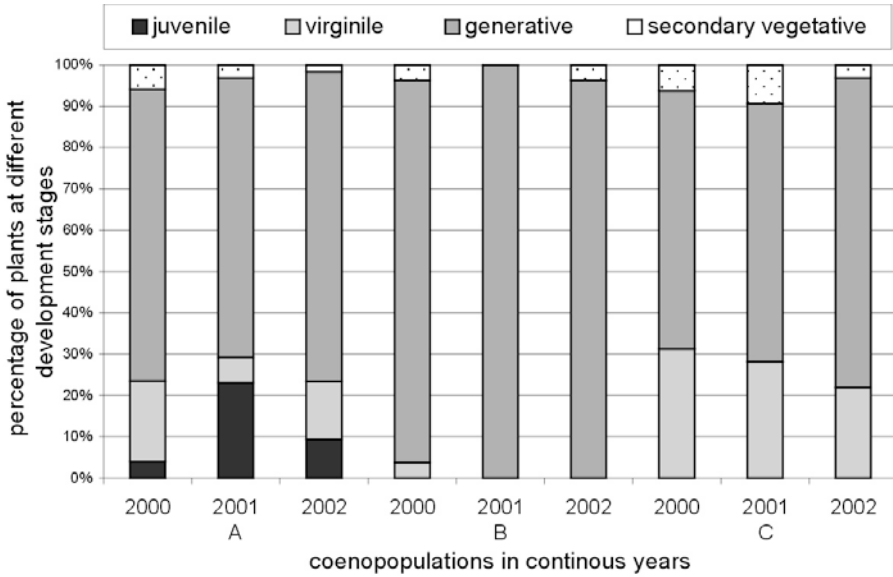 juvenile virginile generative secondary vegetative
percentage of plants at different
development stages
100%
90%
80%
70%
60%
50%
40%
30%
20%
10%
0%
2000 2001 2002 2000 2001 2002 2000 2001 2002
A B C
coenopopulations in continous years